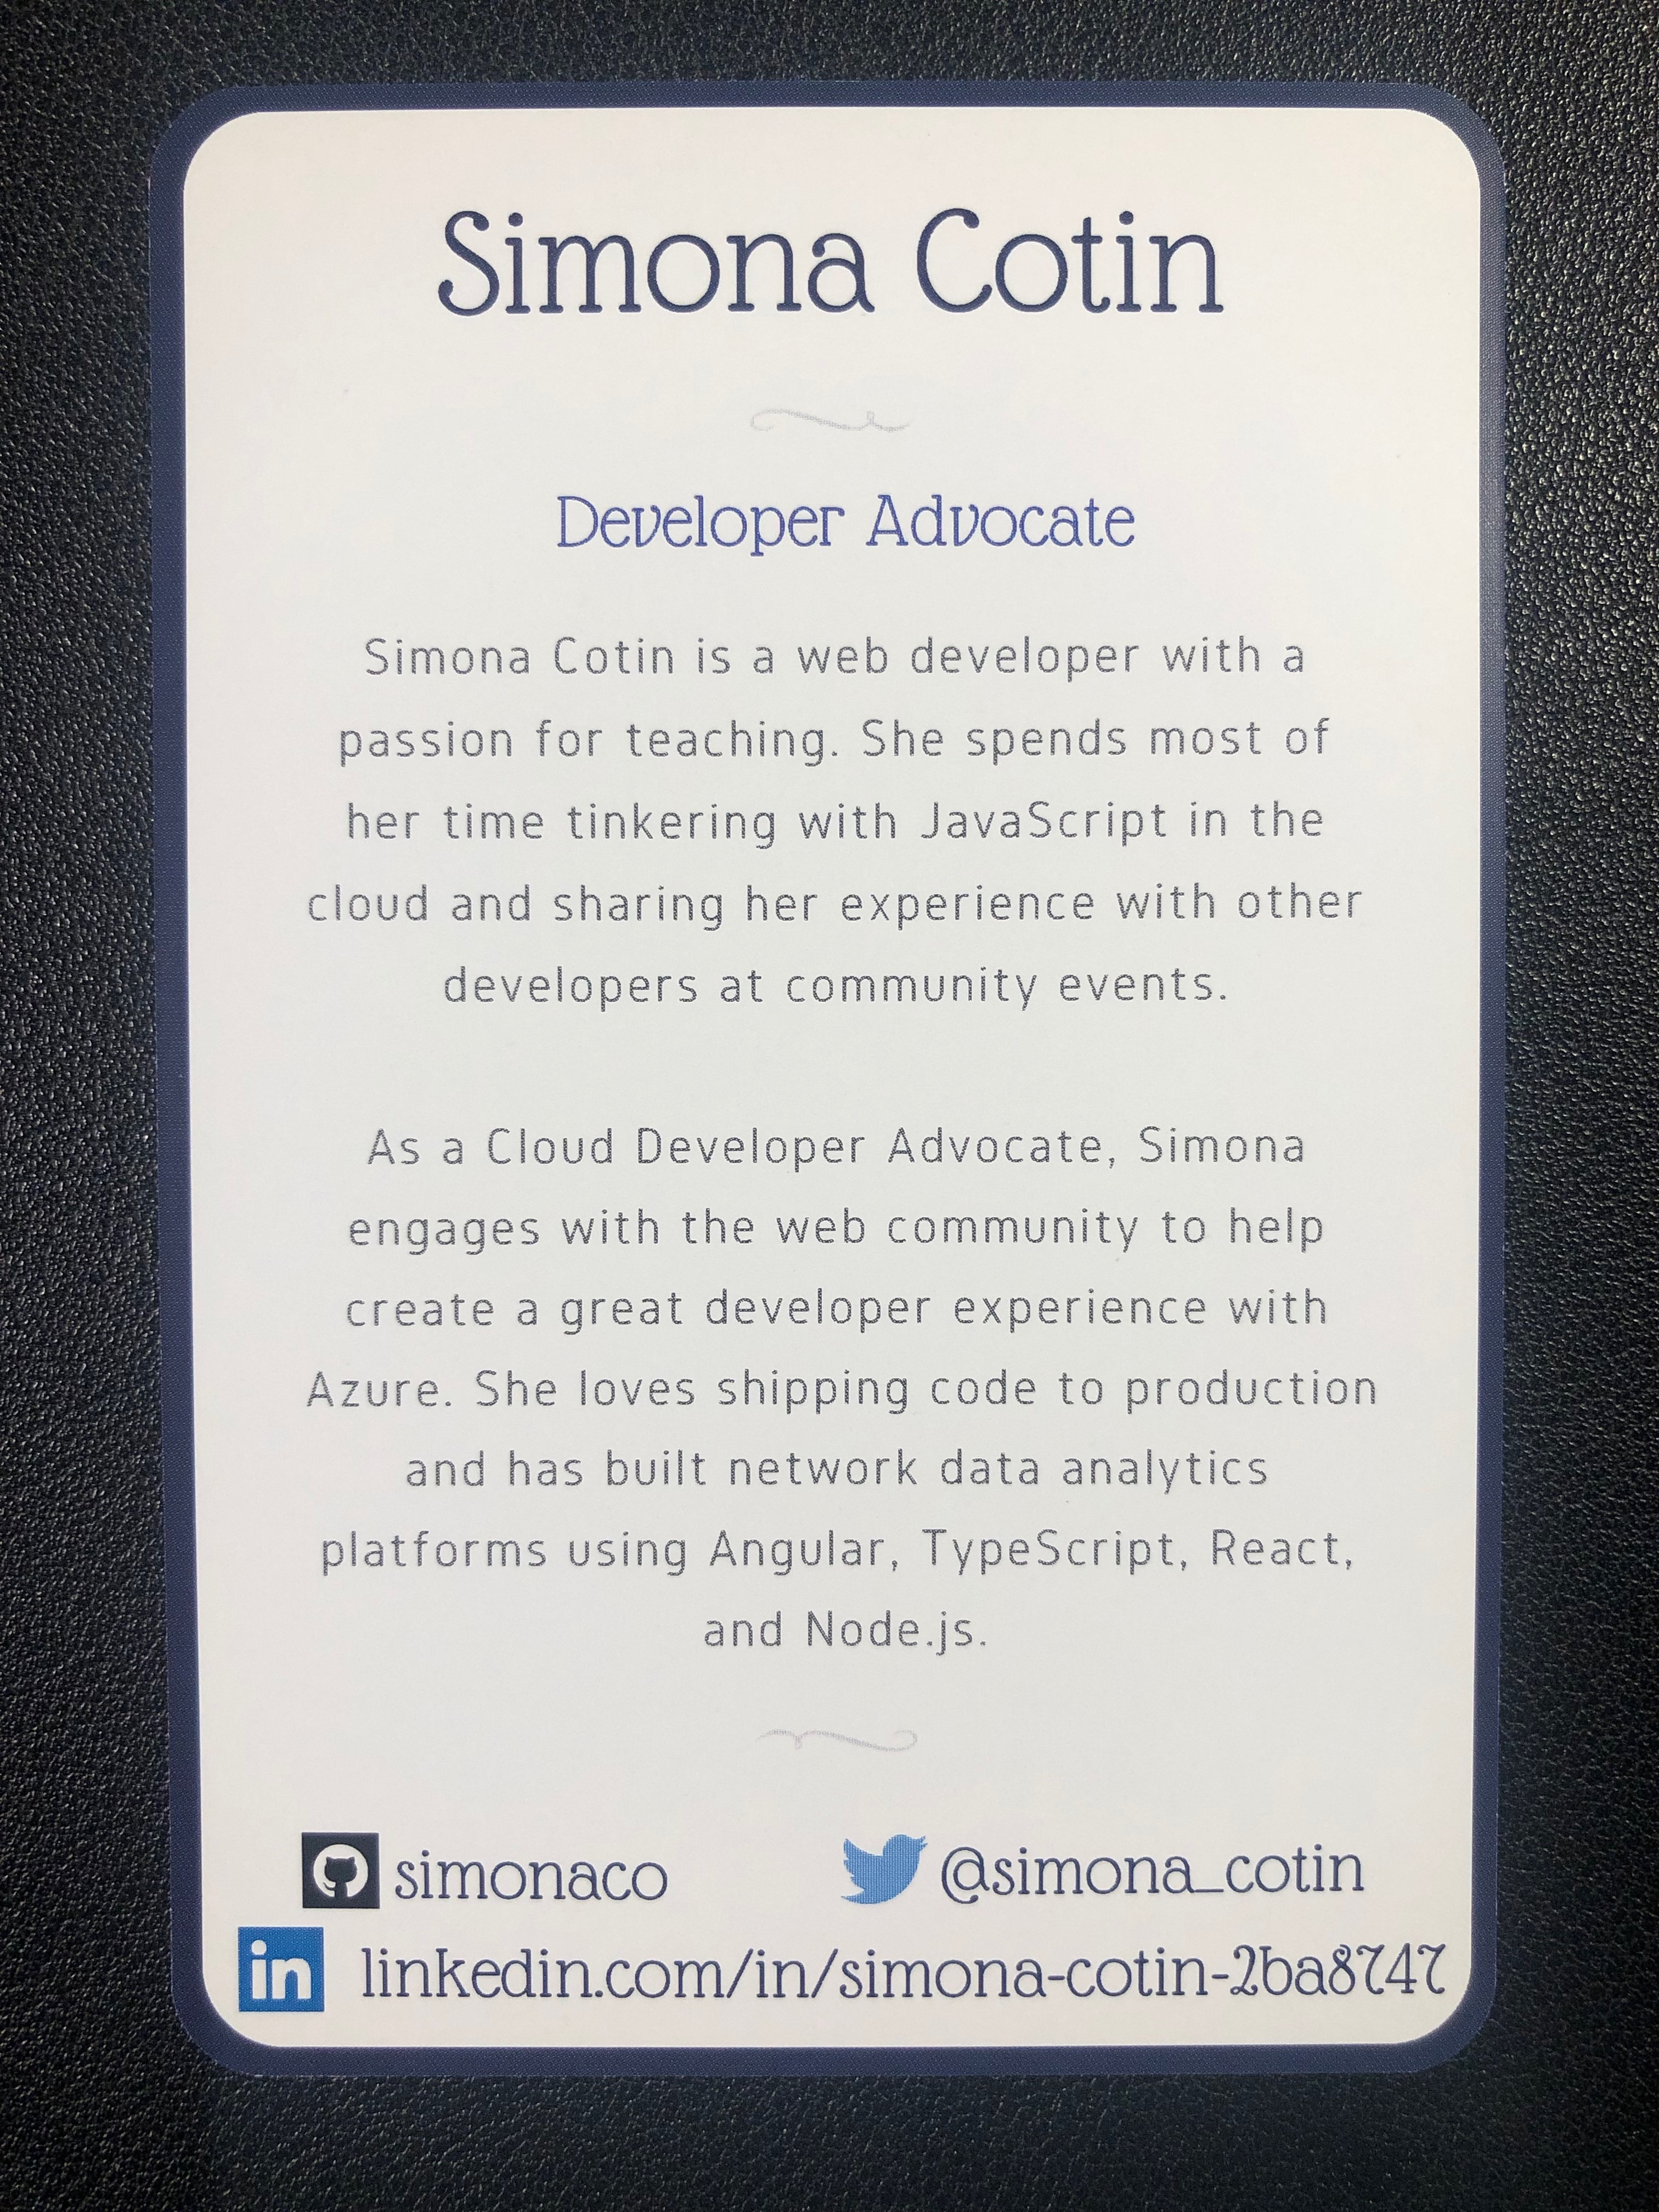 Simona Cotin
Developer Advocate
Simona Cotin is a web developer with a
passion for teaching. She spends most of
her time tinkering with JavaScript in the
cloud and sharing her experience with other
developers at community events.
As a Cloud Developer Advocate, Simona
engages with the web community to help
create a great developer experience with
Azure. She loves shipping code to production
and has built network data analytics
platforms using Angular, TypeScript, React,
and Node.js.
simonaco @simona_cotin
in linkedin.com/in/simona-cotin-2ba8747